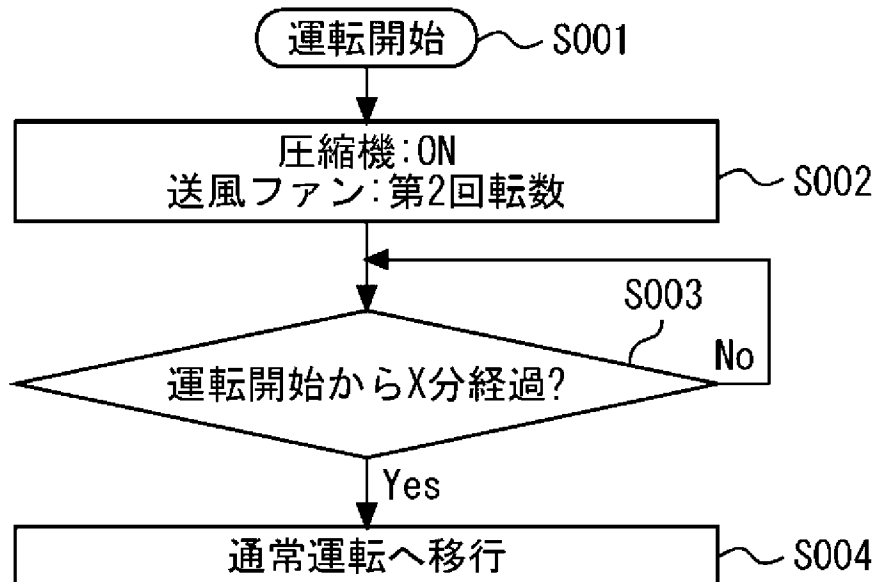 運転開始
S001
圧縮機:ON
送風ファン:第2回転数
S002
S003
運転開始からX分経過?
No
Yes
通常運転へ移行
S004